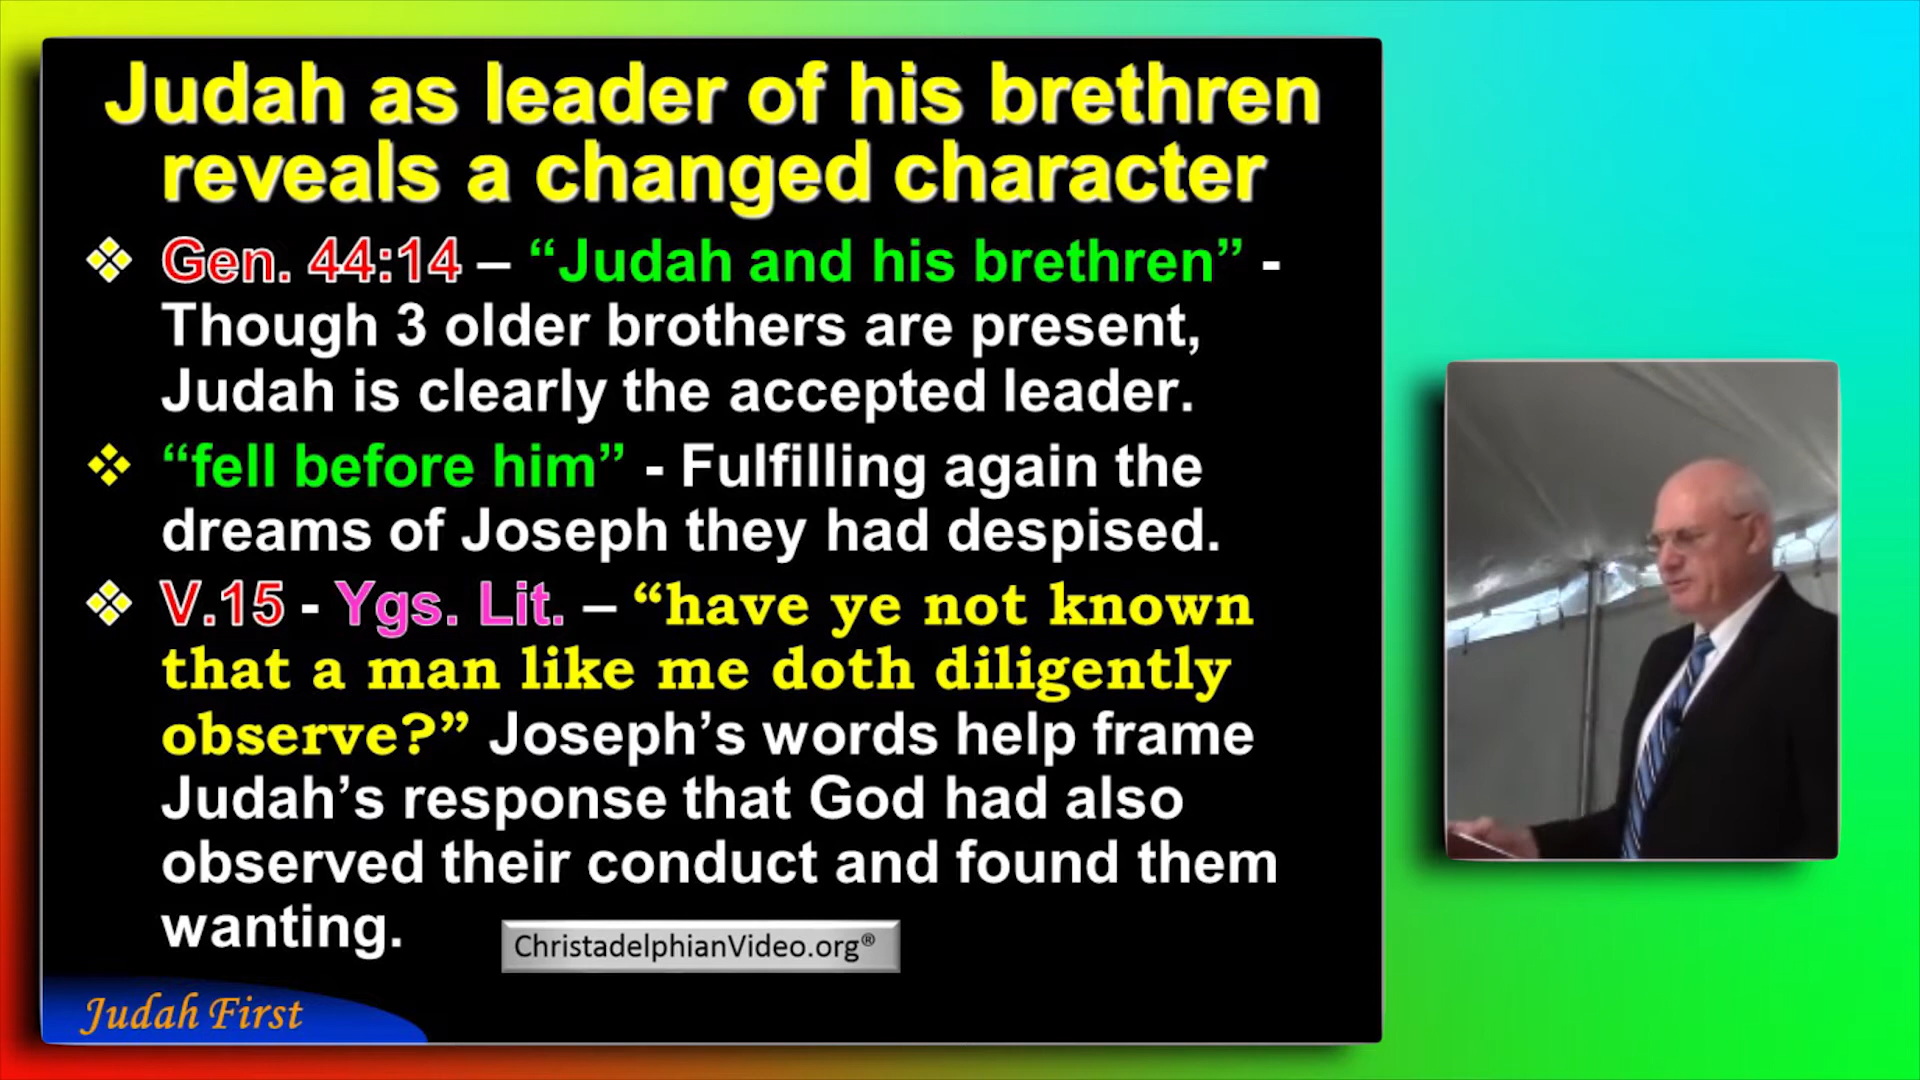 Judah as leader of his brethren
reveals a changed character
Gen. 44:14 – “Judah and his brethren” -
Though 3 older brothers are present,
Judah is clearly the accepted leader.
“fell before him” - Fulfilling again the
dreams of Joseph they had despised.
V.15 - Ygs. Lit. – “have ye not known
that a man like me doth diligently
observe?” Joseph’s words help frame
Judah’s response that God had also
observed their conduct and found them
wanting.
ChristadelphianVideo.org®
Judah First